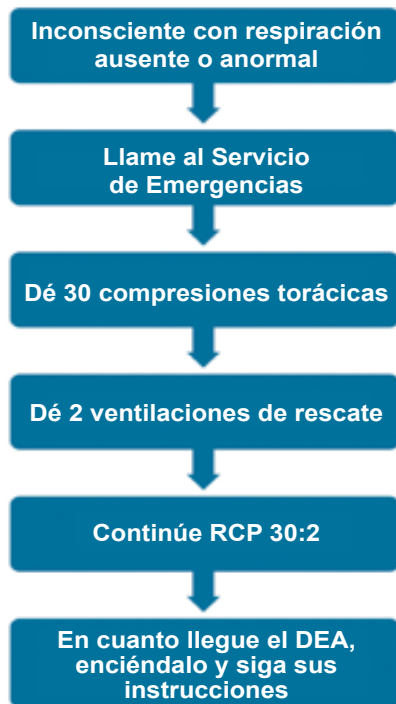 Inconsciente con respiración
ausente o anormal
Llame al Servicio
de Emergencias
Dé 30 compresiones torácicas
Dé 2 ventilaciones de rescate
Continúe RCP 30:2
En cuanto llegue el DEA,
enciéndalo y siga sus
instrucciones